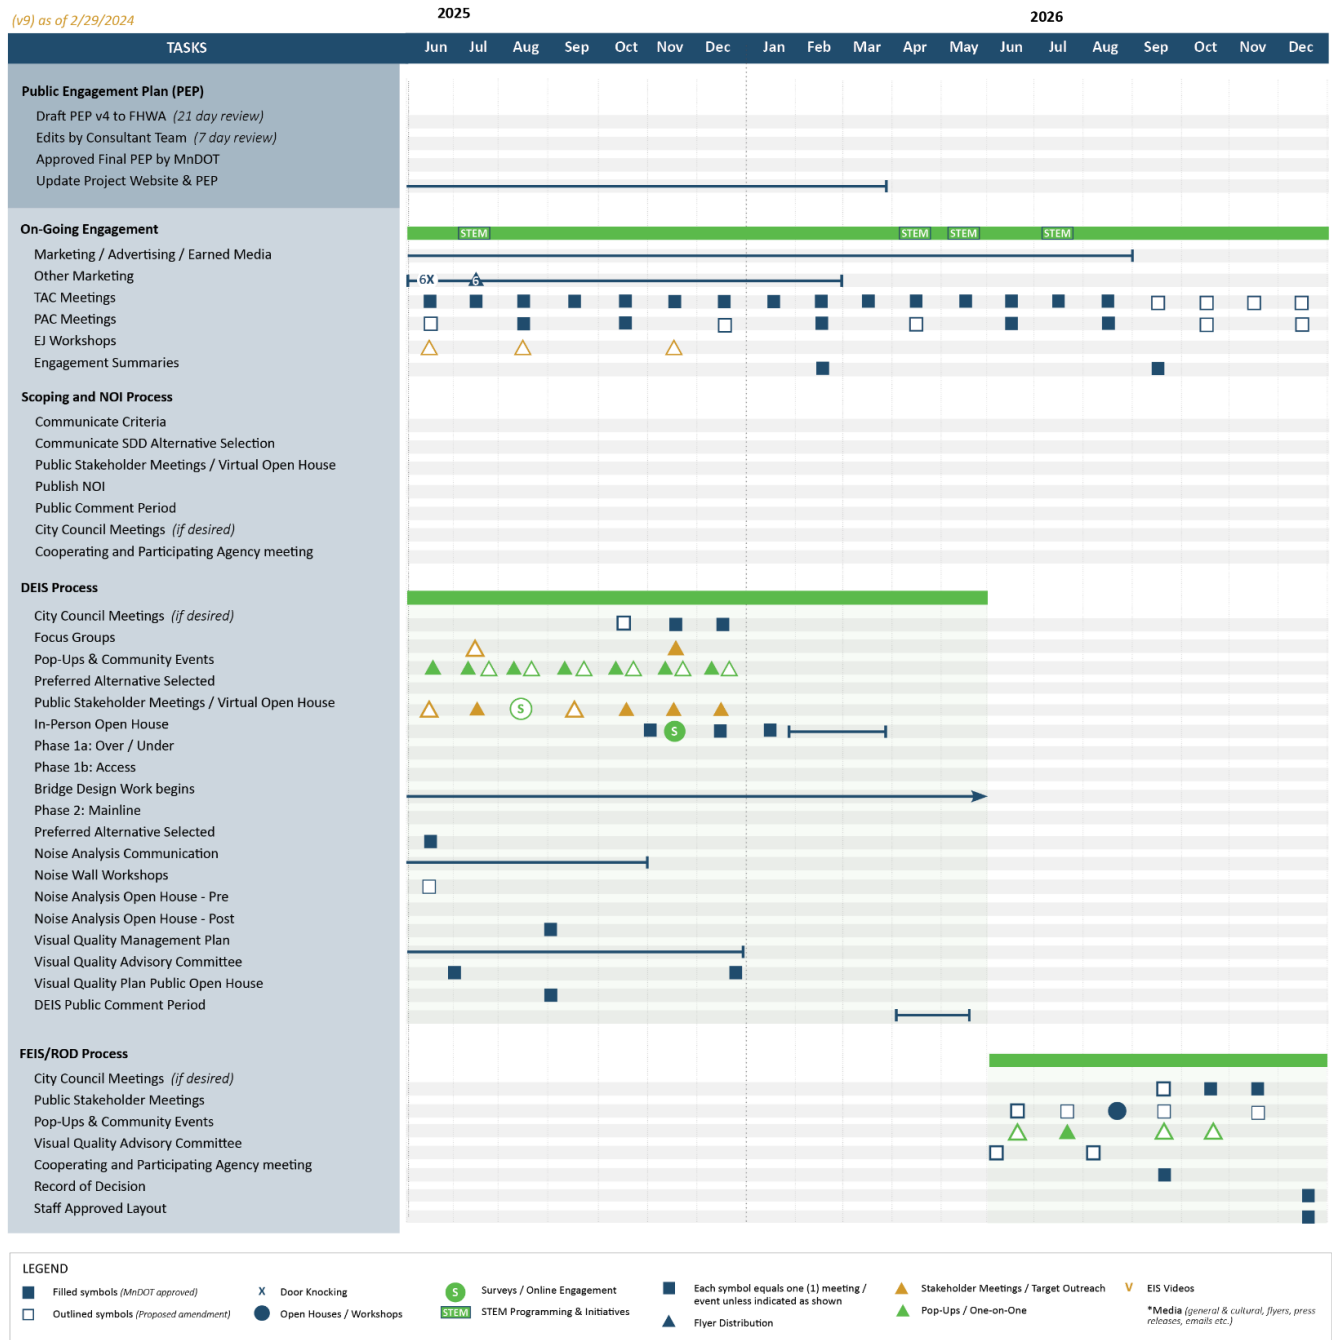 (v9) as of 2/29/2024
2025
2026
TASKS
Jun Jul Aug Sep Oct Nov Dec Jan Feb Mar Apr May Jun Jul Aug Sep Oct Nov Dec
Public Engagement Plan (PEP)
Draft PEP v4 to FHWA (21 day review)
Edits by Consultant Team (7 day review)
Approved Final PEP by MnDOT
Update Project Website & PEP
On-Going Engagement
STEM STEM STEM STEM
Marketing / Advertising / Earned Media
Other Marketing
6X 6
TAC Meetings
PAC Meetings
EJ Workshops
Engagement Summaries
Scoping and NOI Process
Communicate Criteria
Communicate SDD Alternative Selection
Public Stakeholder Meetings / Virtual Open House
Publish NOI
Public Comment Period
City Council Meetings (if desired)
Cooperating and Participating Agency meeting
DEIS Process
City Council Meetings (if desired)
Focus Groups
Pop-Ups & Community Events
Preferred Alternative Selected
Public Stakeholder Meetings / Virtual Open House
S
In-Person Open House
S
Phase 1a: Over / Under
Phase 1b: Access
Bridge Design Work begins
Phase 2: Mainline
Preferred Alternative Selected
Noise Analysis Communication
Noise Wall Workshops
Noise Analysis Open House - Pre
Noise Analysis Open House - Post
Visual Quality Management Plan
Visual Quality Advisory Committee
Visual Quality Plan Public Open House
DEIS Public Comment Period
FEIS/ROD Process
City Council Meetings (if desired)
Public Stakeholder Meetings
Pop-Ups & Community Events
Visual Quality Advisory Committee
Cooperating and Participating Agency meeting
Record of Decision
Staff Approved Layout
LEGEND
Filled symbols (MnDOT approved)
Outlined symbols (Proposed amendment)
X Door Knocking
Open Houses / Workshops
S Surveys / Online Engagement
STEM STEM Programming & Initiatives
Each symbol equals one (1) meeting /
event unless indicated as shown
Flyer Distribution
Stakeholder Meetings / Target Outreach
Pop-Ups / One-on-One
V EIS Videos
*Media (general & cultural, flyers, press
releases, emails etc.)